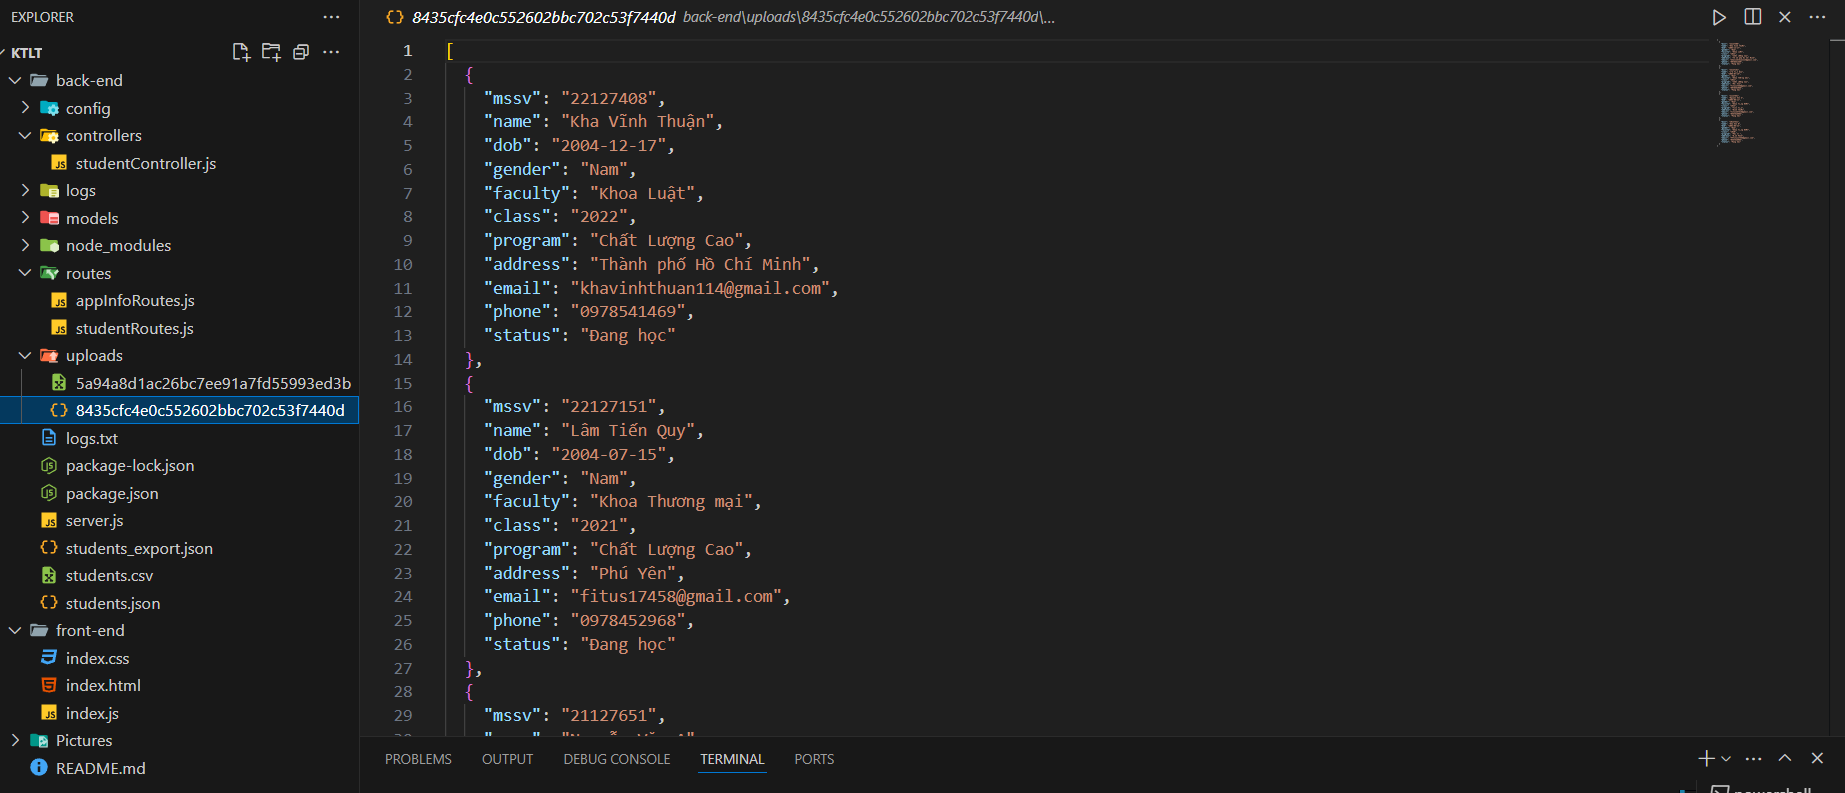 EXPLORER
KTLT
back-end
config
controllers
studentController.js
logs
models
node_modules
routes
appInfoRoutes.js
studentRoutes.js
uploads
5a94a8d1ac26bc7ee91a7fd55993ed3b
8435cfc4e0c552602bbc702c53f7440d
logs.txt
package-lock.json
package.json
server.js
students_export.json
students.csv
students.json
front-end
index.css
index.html
index.js
Pictures
README.md
8435cfc4e0c552602bbc702c53f7440d back-end\uploads\8435cfc4e0c552602bbc702c53f7440d\...
1 [
2 {
3 "mssv": "22127408",
4 "name": "Kha Vĩnh Thuận",
5 "dob": "2004-12-17",
6 "gender": "Nam",
7 "faculty": "Khoa Luật",
8 "class": "2022",
9 "program": "Chất Lượng Cao",
10 "address": "Thành phố Hồ Chí Minh",
11 "email": "khavinhthuan114@gmail.com",
12 "phone": "0978541469",
13 "status": "Đang học"
14 },
15 {
16 "mssv": "22127151",
17 "name": "Lâm Tiến Quy",
18 "dob": "2004-07-15",
19 "gender": "Nam",
20 "faculty": "Khoa Thương mại",
21 "class": "2021",
22 "program": "Chất Lượng Cao",
23 "address": "Phú Yên",
24 "email": "fitus17458@gmail.com",
25 "phone": "0978452968",
26 "status": "Đang học"
27 },
28 {
29 "mssv": "21127651",
PROBLEMS OUTPUT DEBUG CONSOLE TERMINAL PORTS
powershell